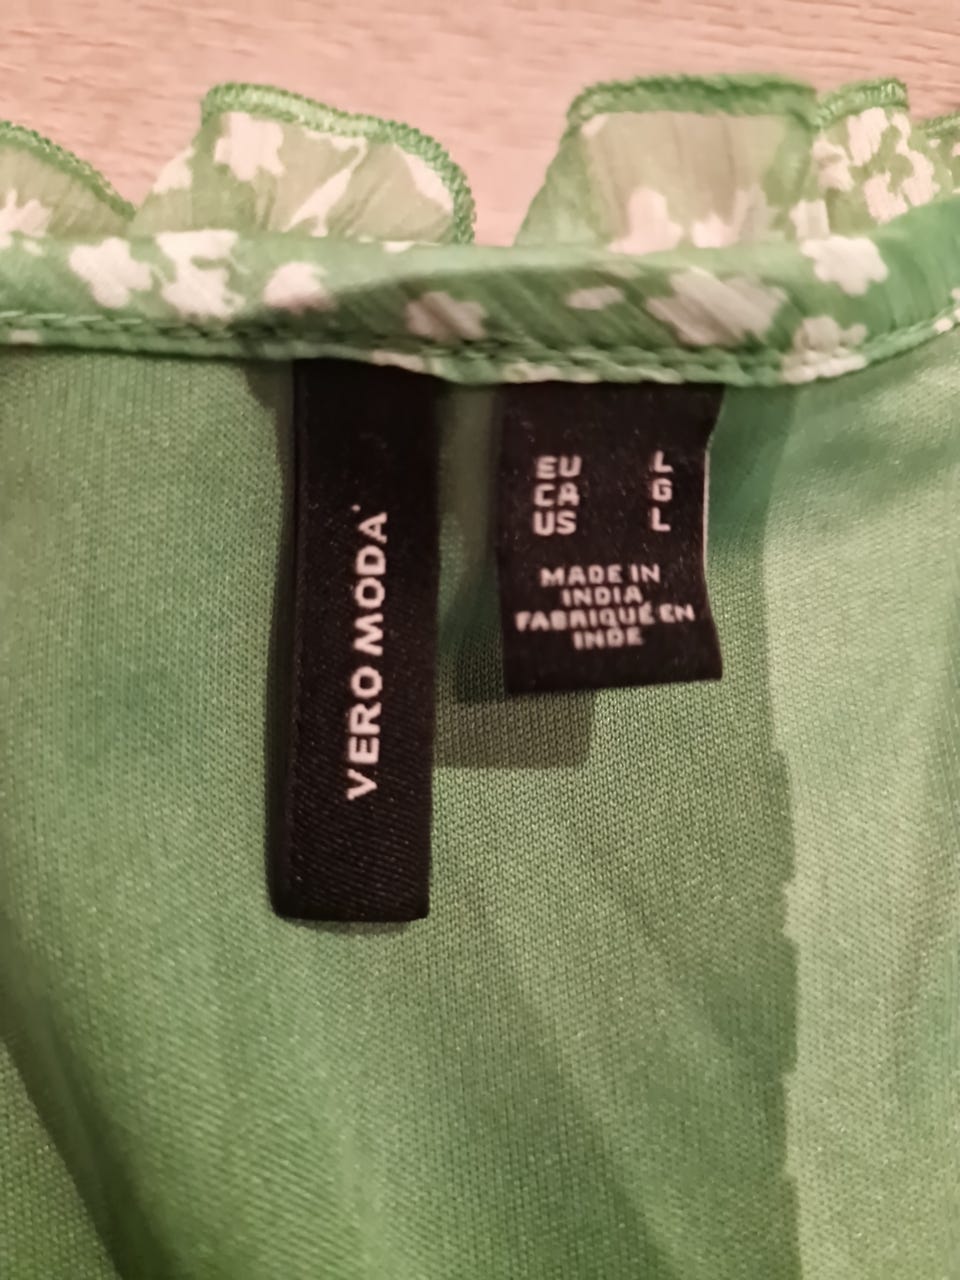 VERO MODA
EU L
CA G
US L
MADE IN
INDIA
FABRIQUÉ EN
INDE